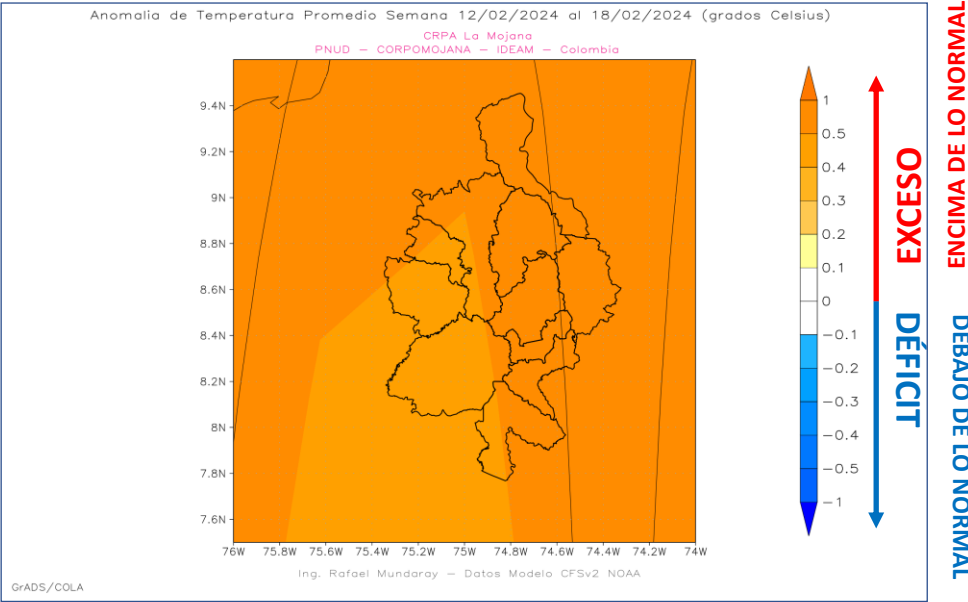 Anomalia de Temperatura Promedio Semana 12/02/2024 al 18/02/2024 (grados Celsius)
CRPA La Mojana
PNUD – CORPOMOJANA – IDEAM – Colombia
9.4N
9.2N
9N
8.8N
8.6N
8.4N
8.2N
8N
7.8N
7.6N
76W 75.8W 75.6W 75.4W 75.2W 75W 74.8W 74.6W 74.4W 74.2W 74W
1
0.5
0.4
0.3
0.2
0.1
0
−0.1
−0.2
−0.3
−0.4
−0.5
−1
EXCESO
DÉFICIT
ENCIMA DE LO NORMAL
DEBAJO DE LO NORMAL
Ing. Rafael Mundaray – Datos Modelo CFSv2 NOAA
GrADS/COLA